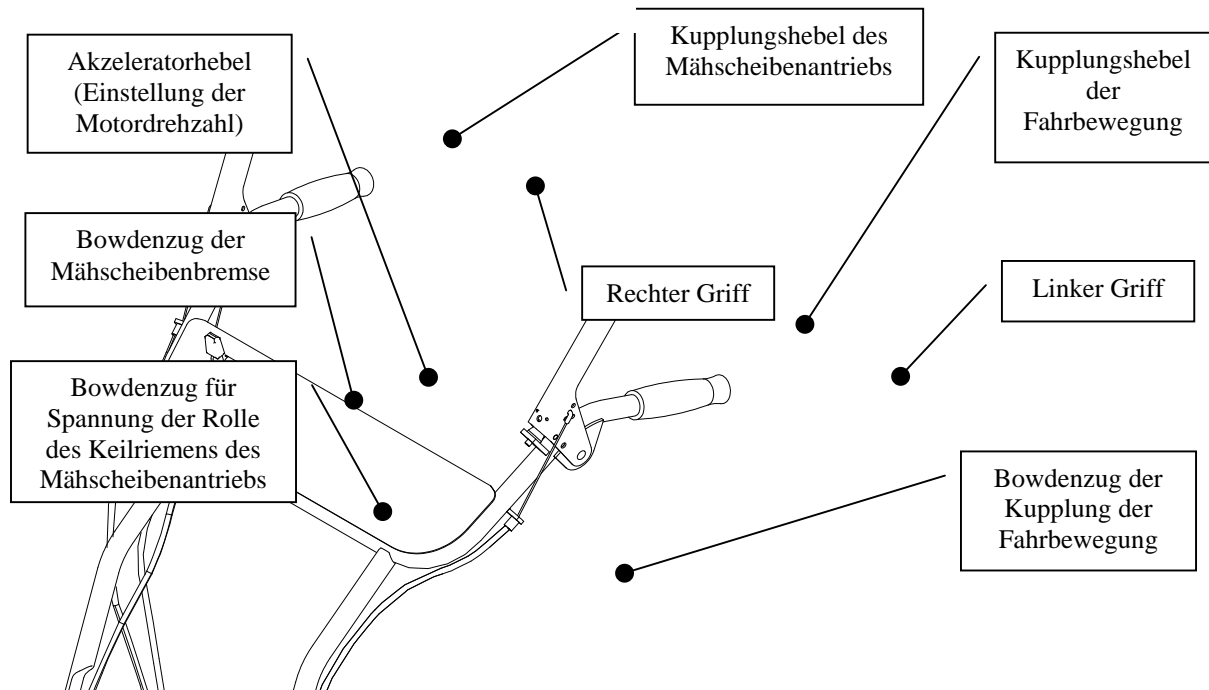 Akzeleratorhebel
(Einstellung der
Motordrehzahl)
Kupplungshebel des
Mähscheibenantriebs
Kupplungshebel
der
Fahrbewegung
Bowdenzug der
Mähscheibenbremse
Rechter Griff
Linker Griff
Bowdenzug für
Spannung der Rolle
des Keilriemens des
Mähscheibenantriebs
Bowdenzug der
Kupplung der
Fahrbewegung